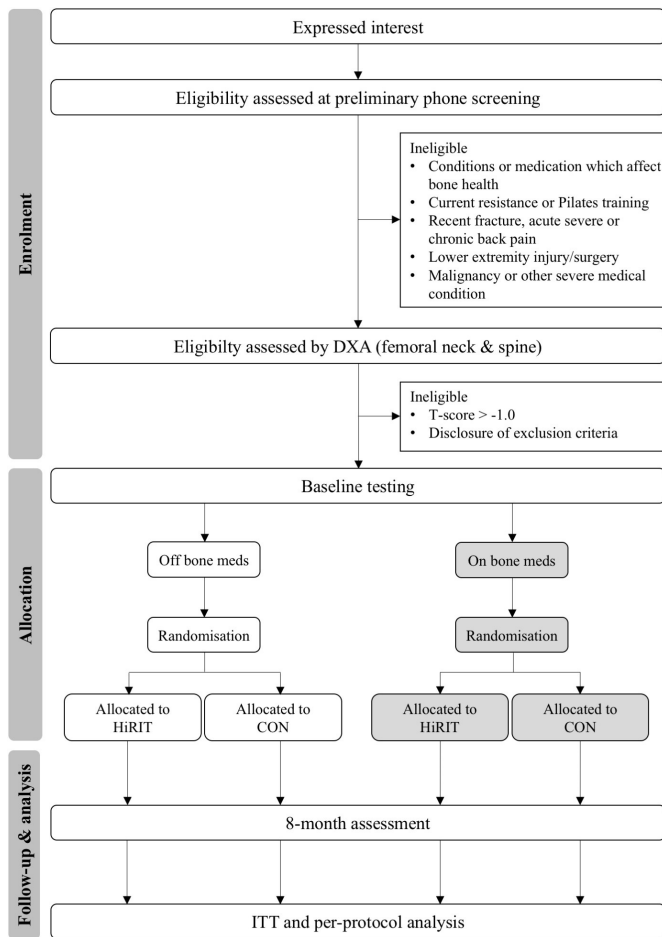 Enrolment
Expressed interest
Eligibility assessed at preliminary phone screening
Ineligible
• Conditions or medication which affect
bone health
• Current resistance or Pilates training
• Recent fracture, acute severe or
chronic back pain
• Lower extremity injury/surgery
• Malignancy or other severe medical
condition
Eligibilty assessed by DXA (femoral neck & spine)
Ineligible
• T-score > -1.0
• Disclosure of exclusion criteria
Allocation
Baseline testing
Off bone meds
On bone meds
Randomisation
Randomisation
Allocated to
HiRIT
Allocated to
CON
Allocated to
HiRIT
Allocated to
CON
Follow-up & analysis
8-month assessment
ITT and per-protocol analysis